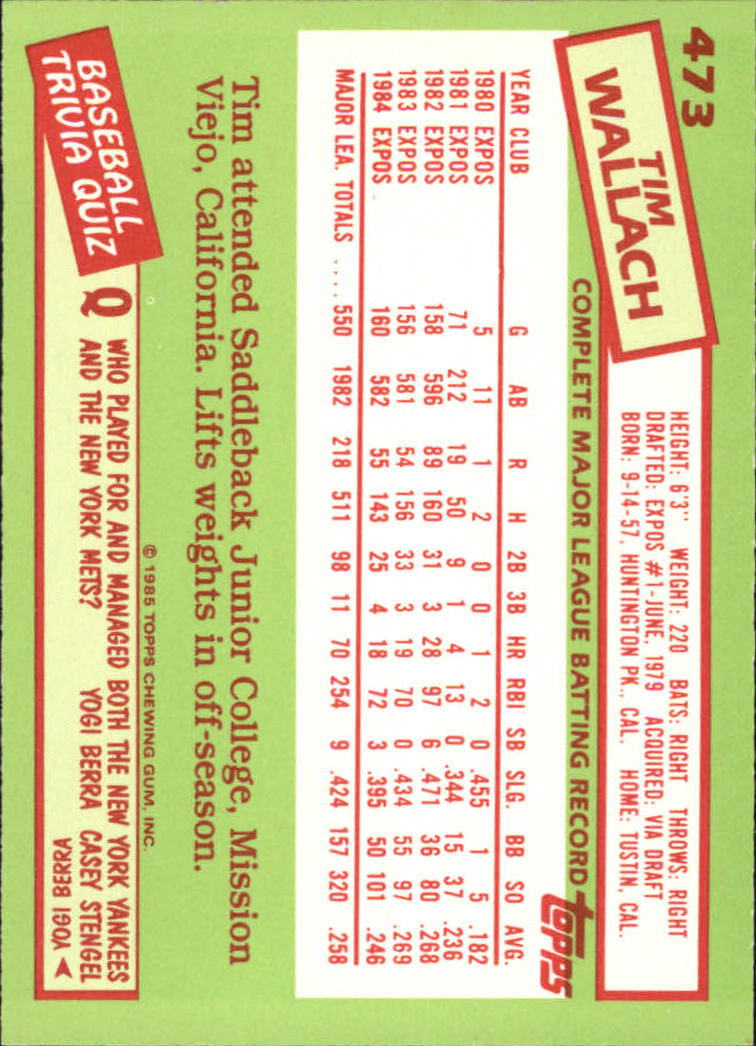 473
TIM
WALLACH
HEIGHT: 6'3" WEIGHT: 220 BATS: RIGHT THROWS: RIGHT
DRAFTED: EXPOS #1-JUNE, 1979 ACQUIRED: VIA DRAFT
BORN: 9-14-57, HUNTINGTON PK., CAL. HOME: TUSTIN, CAL.
COMPLETE MAJOR LEAGUE BATTING RECORD topps
YEAR CLUB G AB R H 2B 3B HR RBI SB SLG. BB SO AVG.
1980 EXPOS 5 11 1 2 0 0 1 2 0 .455 1 5 .182
1981 EXPOS 71 212 19 50 9 1 4 13 0 .344 15 37 .236
1982 EXPOS 158 596 89 160 31 3 28 97 6 .471 36 80 .268
1983 EXPOS 156 581 54 156 33 3 19 70 0 .434 55 97 .269
1984 EXPOS 160 582 55 143 25 4 18 72 3 .395 50 101 .246
MAJOR LEA. TOTALS .... 550 1982 218 511 98 11 70 254 9 .424 157 320 .258
Tim attended Saddleback Junior College, Mission
Viejo, California. Lifts weights in off-season.
© 1985 TOPPS CHEWING GUM, INC.
BASEBALL
TRIVIA QUIZ
Q WHO PLAYED FOR AND MANAGED BOTH THE NEW YORK YANKEES
AND THE NEW YORK METS? YOGI BERRA CASEY STENGEL
YOGI BERRA